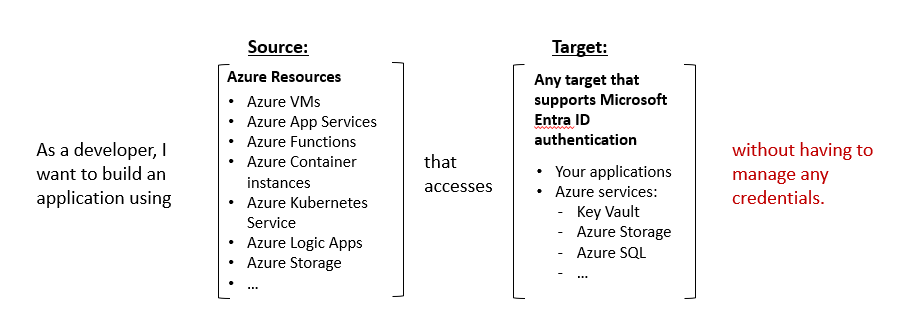 As a developer, I
want to build an
application using
Source:
Azure Resources
• Azure VMs
• Azure App Services
• Azure Functions
• Azure Container
instances
• Azure Kubernetes
Service
• Azure Logic Apps
• Azure Storage
• ...
that
accesses
Target:
Any target that
supports Microsoft
Entra ID
authentication
• Your applications
• Azure services:
- Key Vault
- Azure Storage
- Azure SQL
- ...
without having to
manage any
credentials.